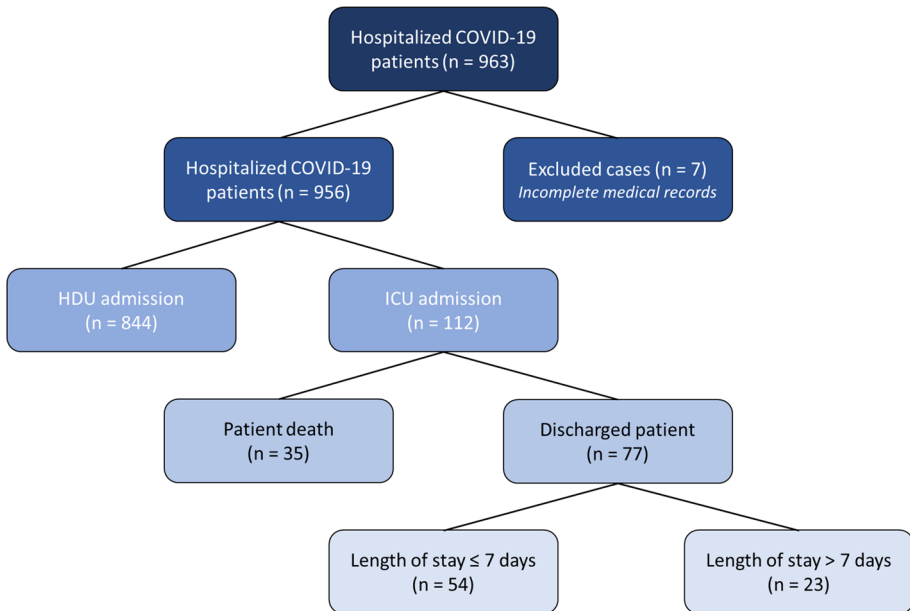 Hospitalized COVID-19
patients (n = 963)
Hospitalized COVID-19
patients (n = 956)
Excluded cases (n = 7)
Incomplete medical records
HDU admission
(n = 844)
ICU admission
(n = 112)
Patient death
(n = 35)
Discharged patient
(n = 77)
Length of stay ≤ 7 days
(n = 54)
Length of stay > 7 days
(n = 23)